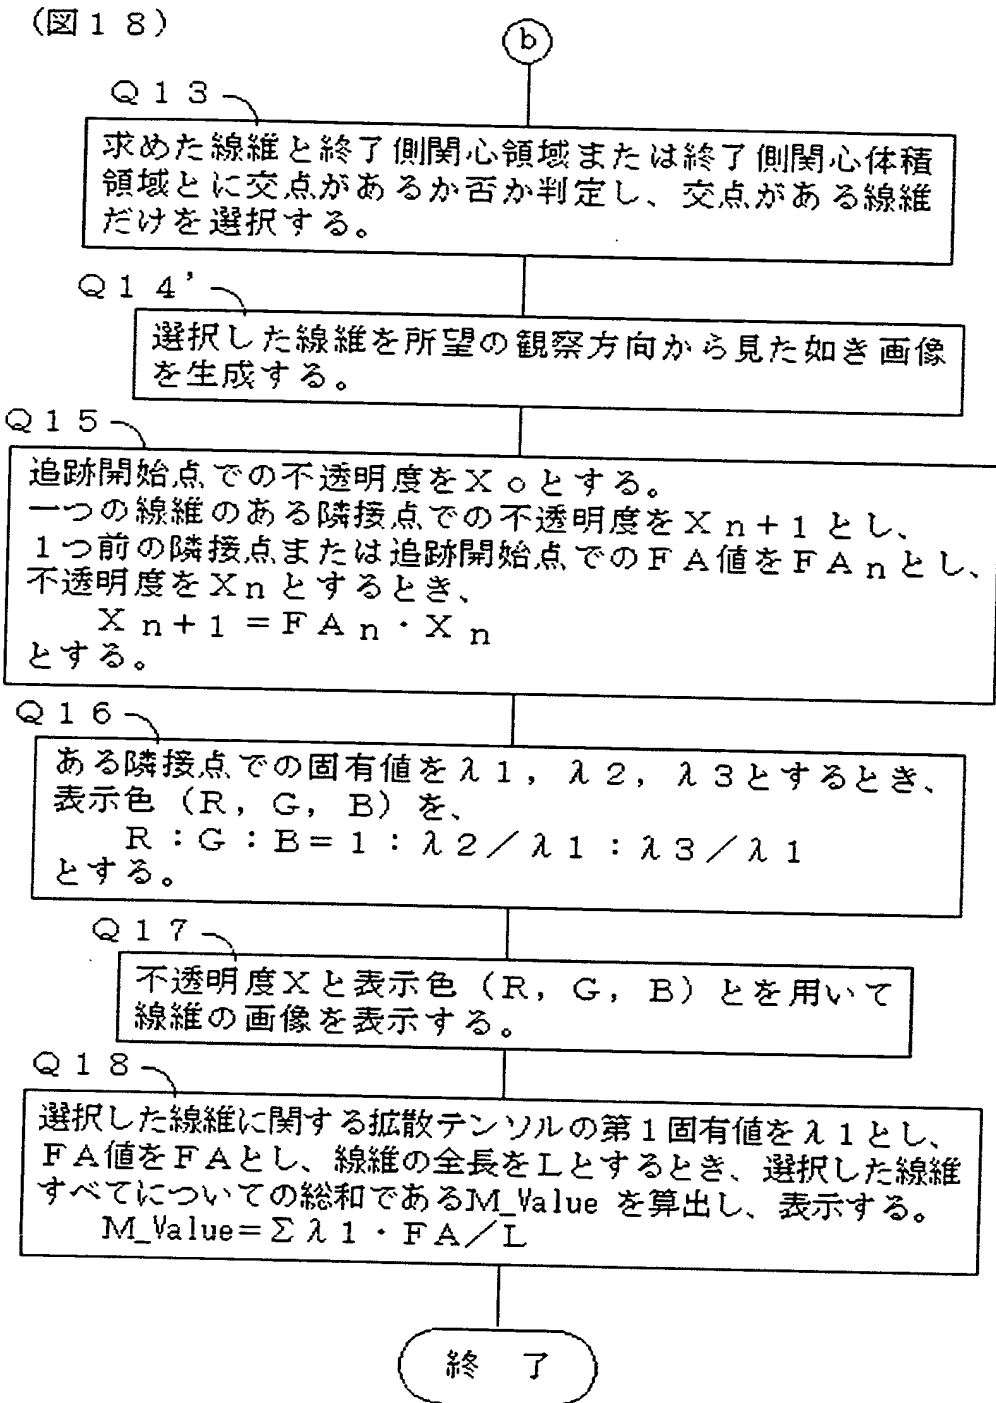 (図18)
b
Q13
求めた線維と終了側関心領域または終了側関心体積
領域とに交点があるか否か判定し、交点がある線維
だけを選択する。
Q14'
選択した線維を所望の観察方向から見た如き画像
を生成する。
Q15
追跡開始点での不透明度をXoとする。
一つの線維のある隣接点での不透明度をXn+1とし、
1つ前の隣接点または追跡開始点でのFA値をFAnとし、
不透明度をXnとするとき、
Xn+1=FAn・Xn
とする。
Q16
ある隣接点での固有値をλ1,λ2,λ3とするとき、
表示色(R,G,B)を、
R:G:B=1:λ2/λ1:λ3/λ1
とする。
Q17
不透明度Xと表示色(R,G,B)とを用いて
線維の画像を表示する。
Q18
選択した線維に関する拡散テンソルの第1固有値をλ1とし、
FA値をFAとし、線維の全長をLとするとき、選択した線維
すべてについての総和であるM_Value を算出し、表示する。
M_Value=Σλ1・FA/L
終 了